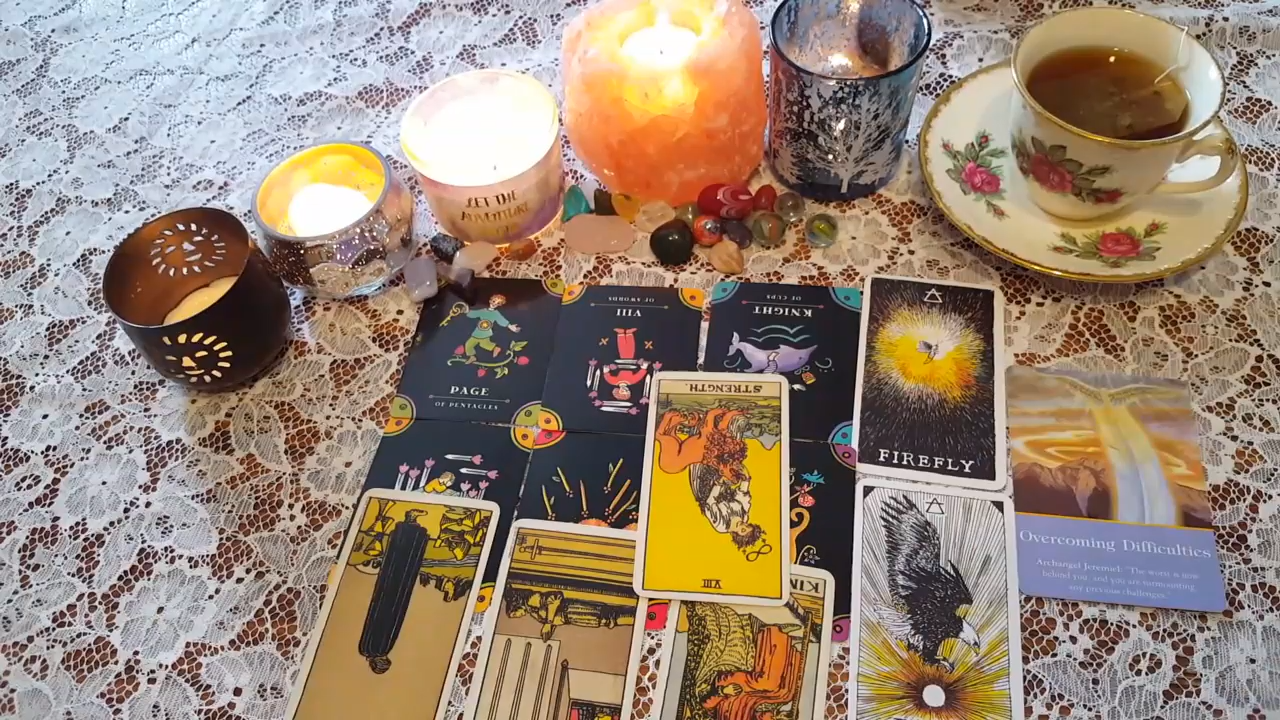 LET THE
ADVENTURE
PAGE
OF PENTACLES
OF SWORDS
VIII
OF CUPS
KNIGHT
STRENGTH.
VIII
FIREFLY
KIN
Overcoming Difficulties
Archangel Jeremiel: "The worst is now
behind you, and you are surmounting
any previous challenges."